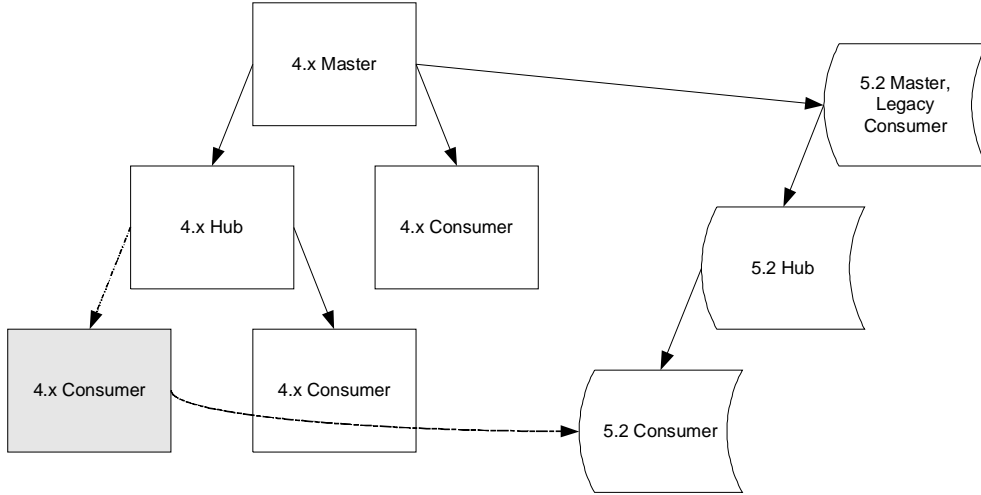 4.x Master
5.2 Master,
Legacy
Consumer
4.x Hub
4.x Consumer
5.2 Hub
4.x Consumer
4.x Consumer
5.2 Consumer